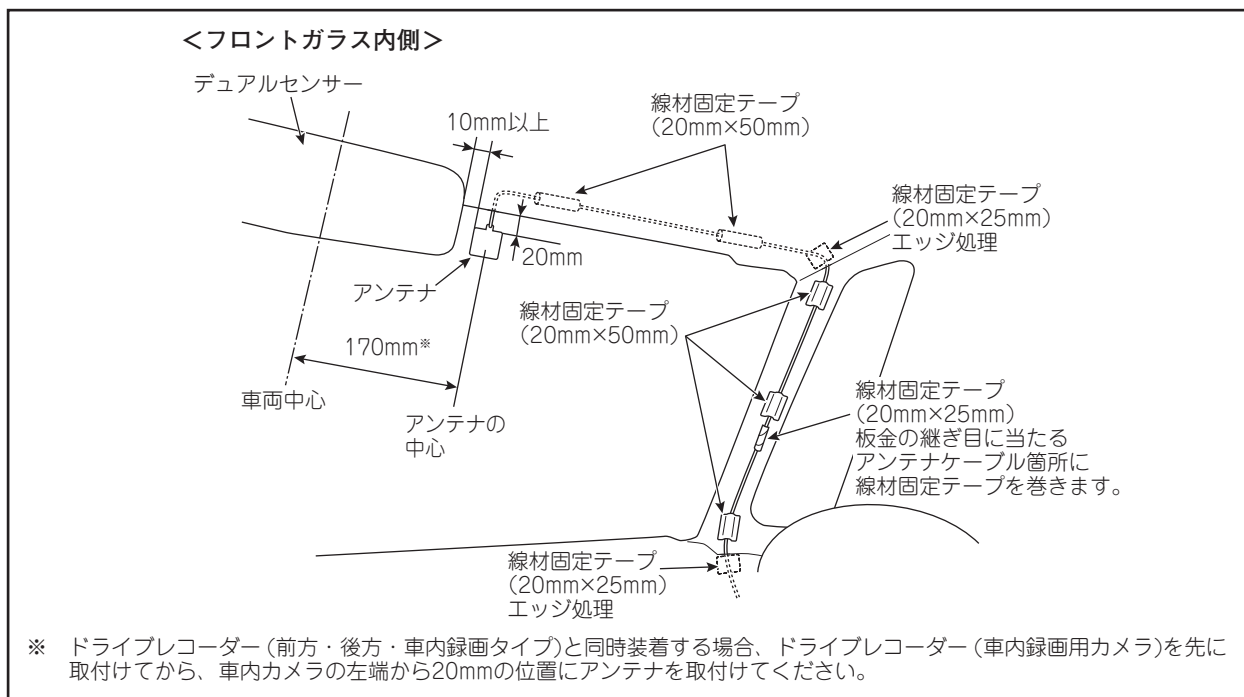 <フロントガラス内側>
デュアルセンサー
10mm以上
線材固定テープ
(20mm×50mm)
線材固定テープ
(20mm×25mm)
エッジ処理
20mm
アンテナ
線材固定テープ
(20mm×50mm)
170mm※
車両中心
アンテナの
中心
線材固定テープ
(20mm×25mm)
板金の継ぎ目に当たる
アンテナケーブル箇所に
線材固定テープを巻きます。
線材固定テープ
(20mm×25mm)
エッジ処理
※ ドライブレコーダー(前方・後方・車内録画タイプ)と同時装着する場合、ドライブレコーダー(車内録画用カメラ)を先に
取付けてから、車内カメラの左端から20mmの位置にアンテナを取付けてください。